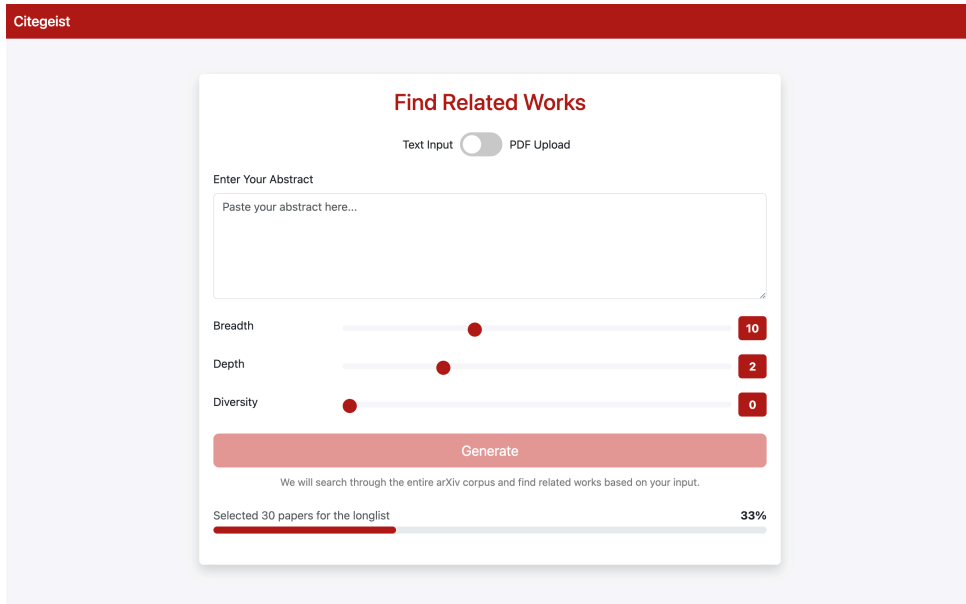 Citegeist
Find Related Works
Text Input PDF Upload
Enter Your Abstract
Paste your abstract here...
Breadth 10
Depth 2
Diversity 0
Generate
We will search through the entire arXiv corpus and find related works based on your input.
Selected 30 papers for the longlist 33%